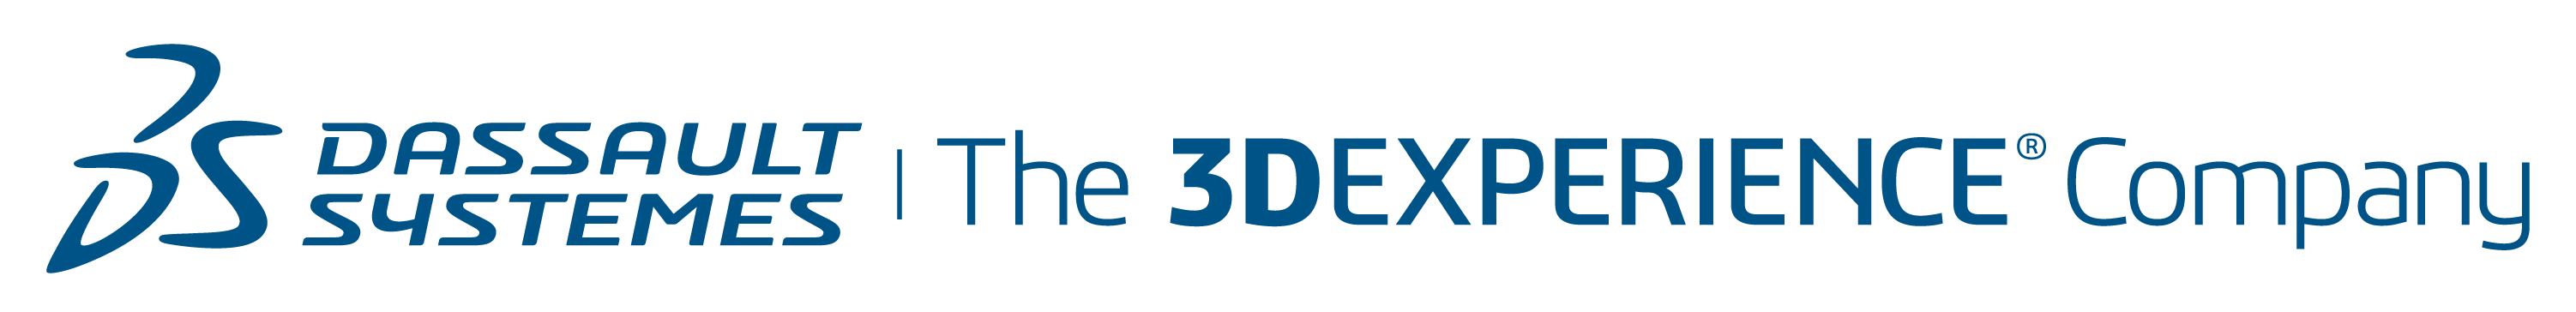 DASSAULT
SYSTEMES
The 3DEXPERIENCE® Company